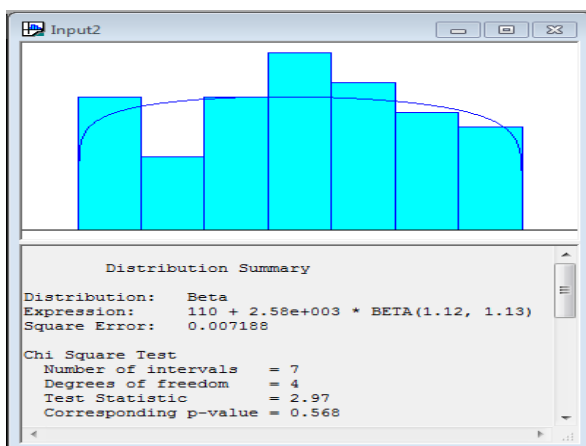 Input2
Distribution Summary
Distribution: Beta
Expression: 110 + 2.58e+003 * BETA(1.12, 1.13)
Square Error: 0.007188
Chi Square Test
Number of intervals = 7
Degrees of freedom = 4
Test Statistic = 2.97
Corresponding p-value = 0.568